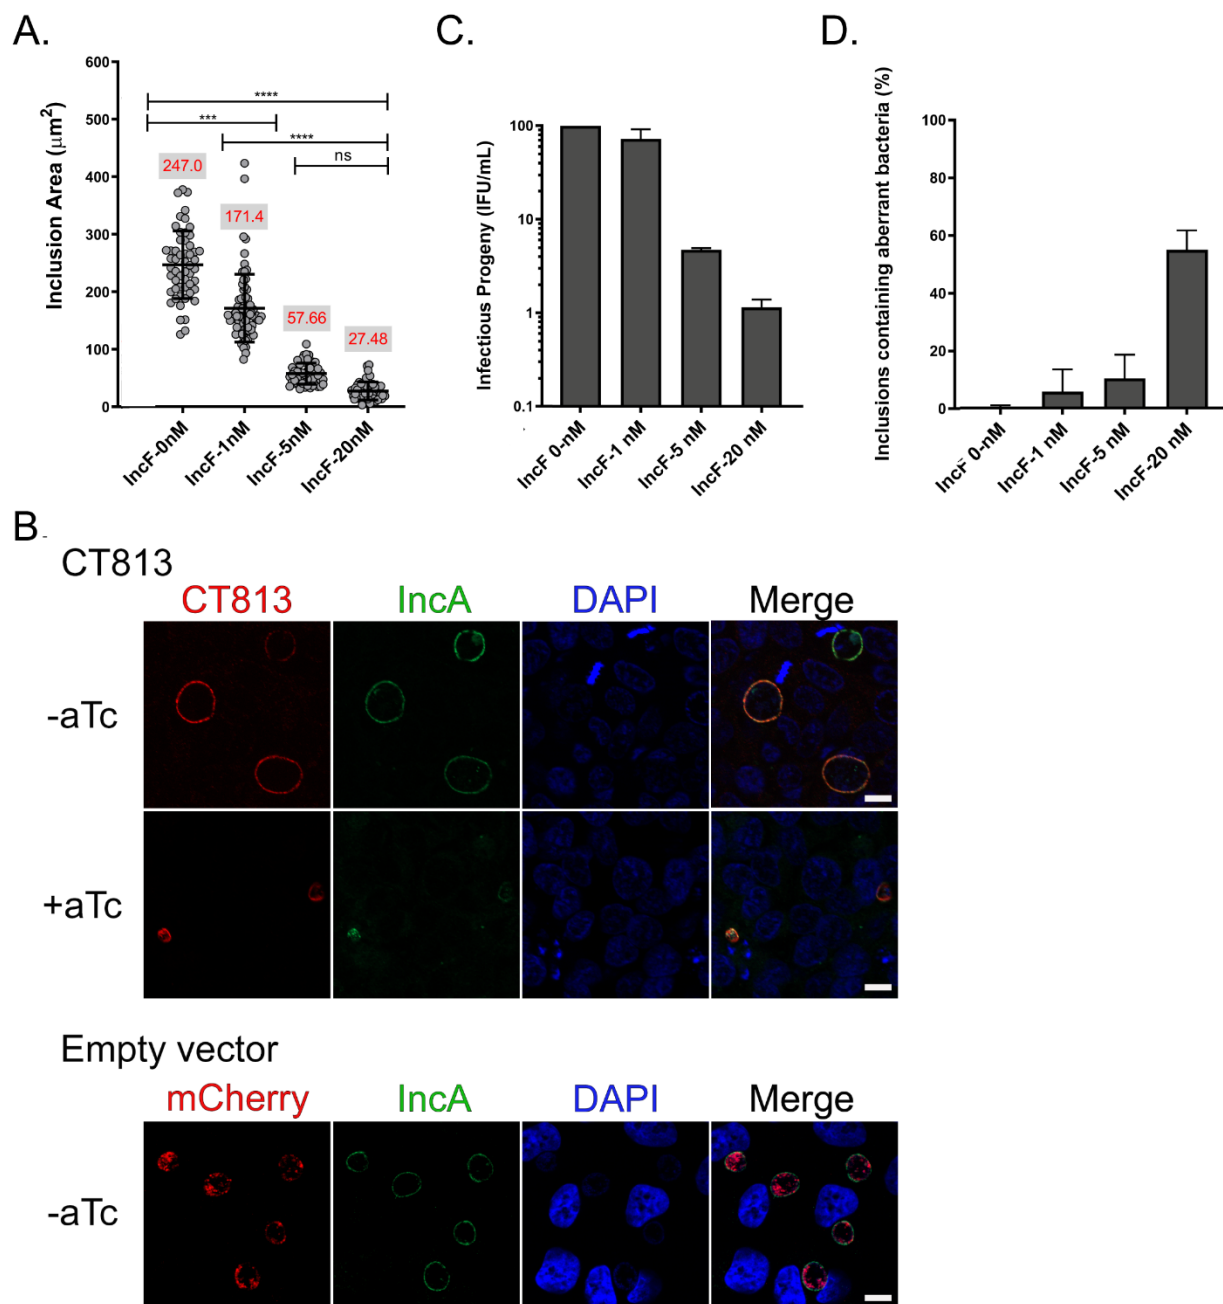 A.
Inclusion Area (μm²)
600
500
400
300
200
100
0
****
***
****
ns
247.0
171.4
57.66
27.48
IncF-0nM
IncF-1nM
IncF-5nM
IncF-20nM
C.
Infectious Progeny (IFU/mL)
100
10
1
0.1
IncF 0-nM
IncF-1 nM
IncF-5 nM
IncF-20 nM
D.
Inclusions containing aberrant bacteria (%)
100
80
60
40
20
0
IncF 0-nM
IncF-1 nM
IncF-5 nM
IncF-20 nM
B.
CT813
CT813 IncA DAPI Merge
-aTc
+aTc
Empty vector
mCherry IncA DAPI Merge
-aTc